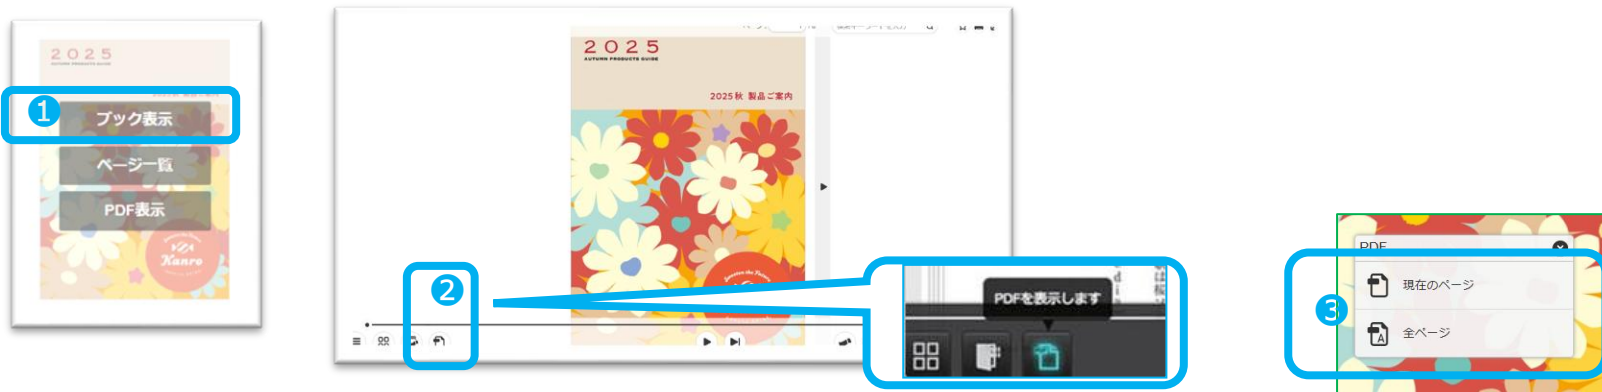 2025
AUTUMN PRODUCTS GUIDE
1
ブック表示
ページ一覧
PDF表示
Kanro
2025
AUTUMN PRODUCTS GUIDE
2025秋 製品ご案内
Sweeten the Future
2
PDFを表示します
PDF
3
現在のページ
全ページ